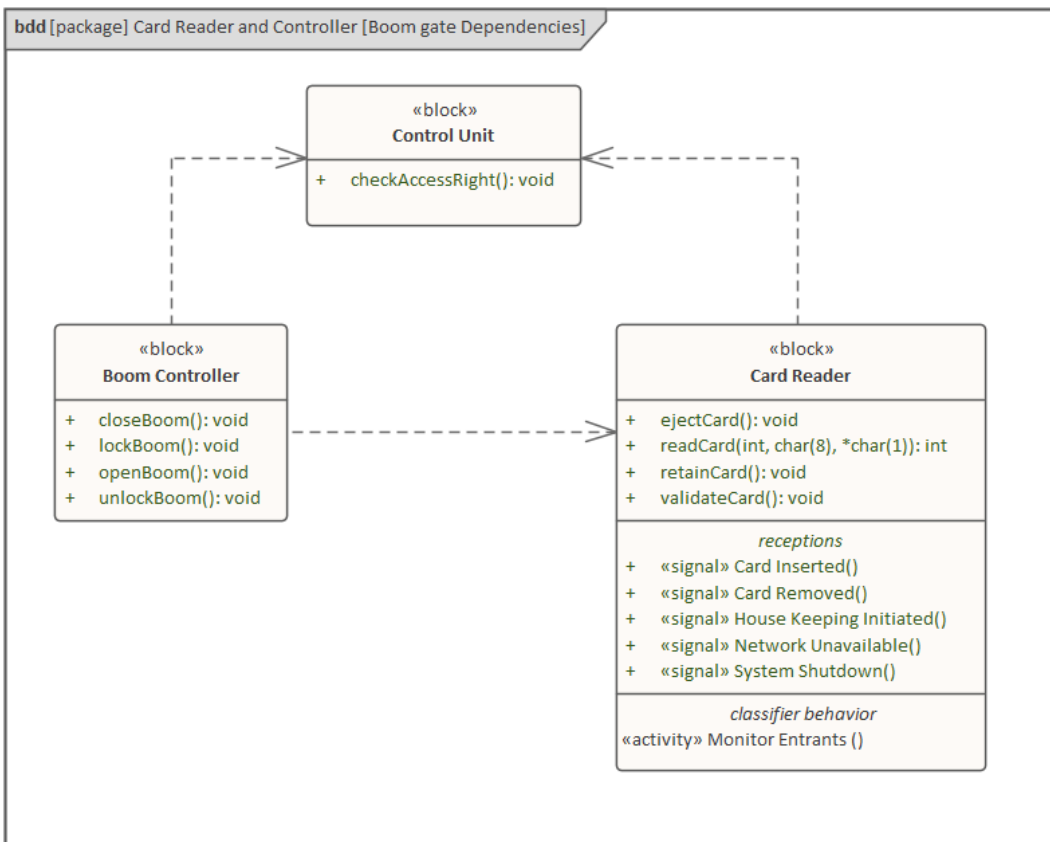 bdd [package] Card Reader and Controller [Boom gate Dependencies]
«block»
Control Unit
+ checkAccessRight(): void
«block»
Boom Controller
+ closeBoom(): void
+ lockBoom(): void
+ openBoom(): void
+ unlockBoom(): void
«block»
Card Reader
+ ejectCard(): void
+ readCard(int, char(8), *char(1)): int
+ retainCard(): void
+ validateCard(): void
receptions
+ «signal» Card Inserted()
+ «signal» Card Removed()
+ «signal» House Keeping Initiated()
+ «signal» Network Unavailable()
+ «signal» System Shutdown()
classifier behavior
«activity» Monitor Entrants ()